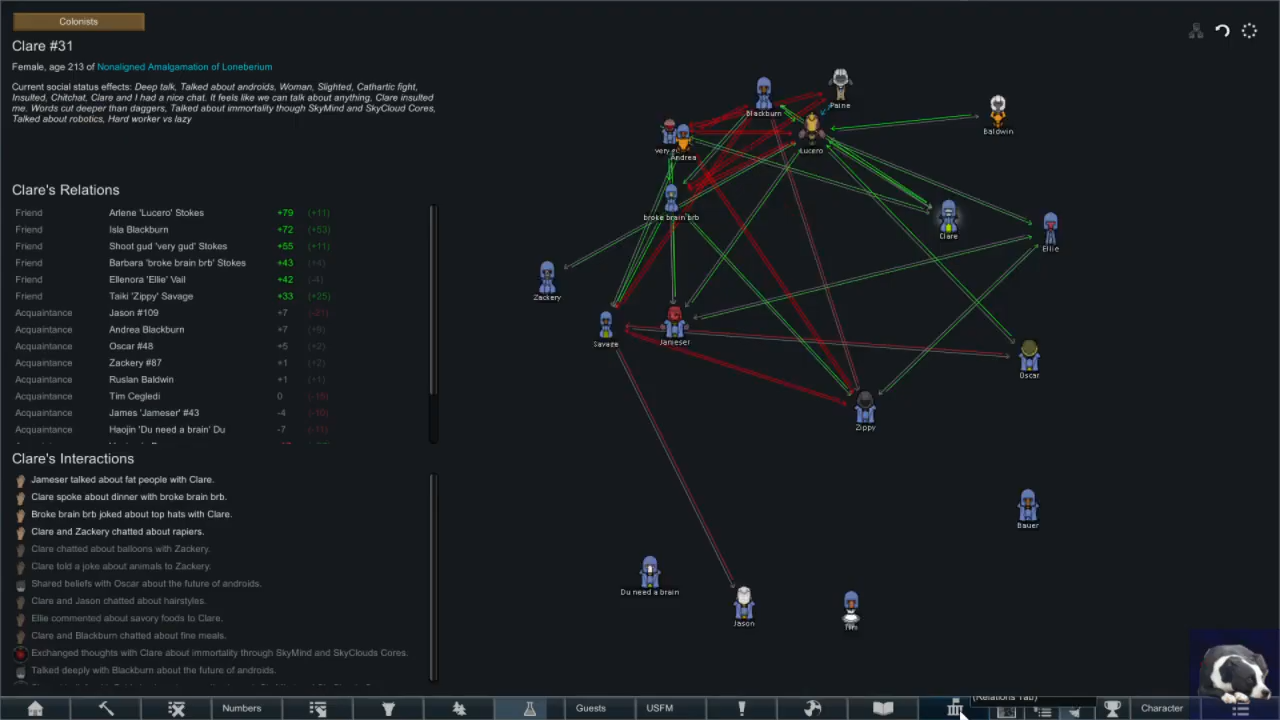 Colonists
Clare #31
Female, age 213 of Nonaligned Amalgamation of Loneberium
Current social status effects: Deep talk, Talked about androids, Woman, Slighted, Cathartic fight,
Insulted, Chitchat, Clare and I had a nice chat. It feels like we can talk about anything, Clare insulted
me. Words cut deeper than daggers, Talked about immortality though SkyMind and SkyCloud Cores,
Talked about robotics, Hard worker vs lazy
Clare's Relations
Friend Arlene 'Lucero' Stokes +79 (+11)
Friend Isla Blackburn +72 (+53)
Friend Shoot gud 'very gud' Stokes +55 (+11)
Friend Barbara 'broke brain brb' Stokes +43 (+4)
Friend Ellenora 'Ellie' Vail +42 (-4)
Friend Taiki 'Zippy' Savage +33 (+25)
Acquaintance Jason #109 +7 (-21)
Acquaintance Andrea Blackburn +7 (+9)
Acquaintance Oscar #48 +5 (+2)
Acquaintance Zackery #87 +1 (+2)
Acquaintance Ruslan Baldwin +1 (+1)
Acquaintance Tim Cegledi 0 (-15)
Acquaintance James 'Jameser' #43 -4 (-10)
Acquaintance Haojin 'Du need a brain' Du -7 (-11)
Clare's Interactions
Jameser talked about fat people with Clare.
Clare spoke about dinner with broke brain brb.
Broke brain brb joked about top hats with Clare.
Clare and Zackery chatted about rapiers.
Clare chatted about balloons with Zackery.
Clare told a joke about animals to Zackery.
Shared beliefs with Oscar about the future of androids.
Clare and Jason chatted about hairstyles.
Ellie commented about savory foods to Clare.
Clare and Blackburn chatted about fine meals.
Exchanged thoughts with Clare about immortality through SkyMind and SkyClouds Cores.
Talked deeply with Blackburn about the future of androids.
Blackburn
Paine
Baldwin
very
Andrea
Lucero
broke brain brb
Clare
Ellie
Zackery
Savage
Jameser
Oscar
Zippy
Bauer
Du need a brain
Jason
Tim
(Relations Tab)
Numbers
Guests
USFM
Character